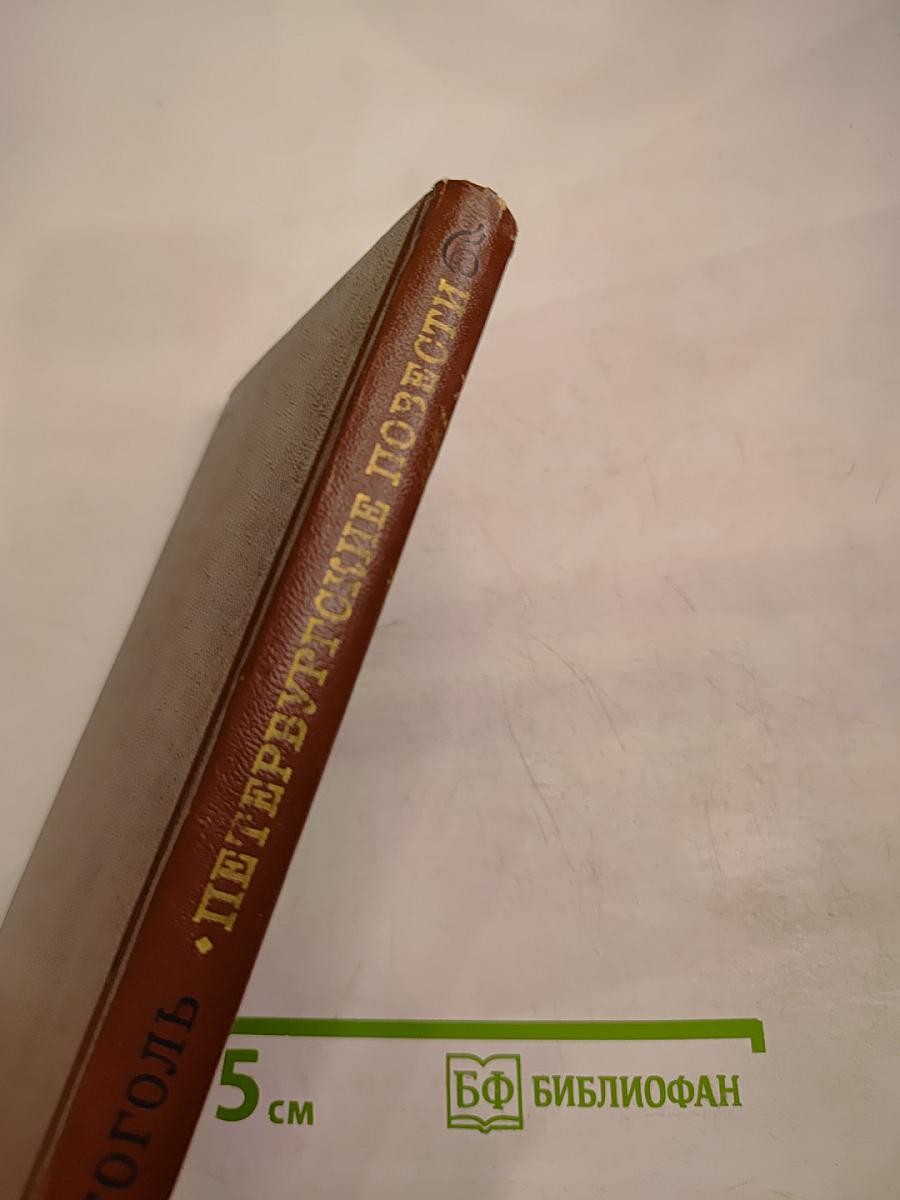 ГОГОЛЬ • ПЕТЕРБУРГСКИЕ ПОВЕСТИ
5 см
БФ БИБЛИОФАН